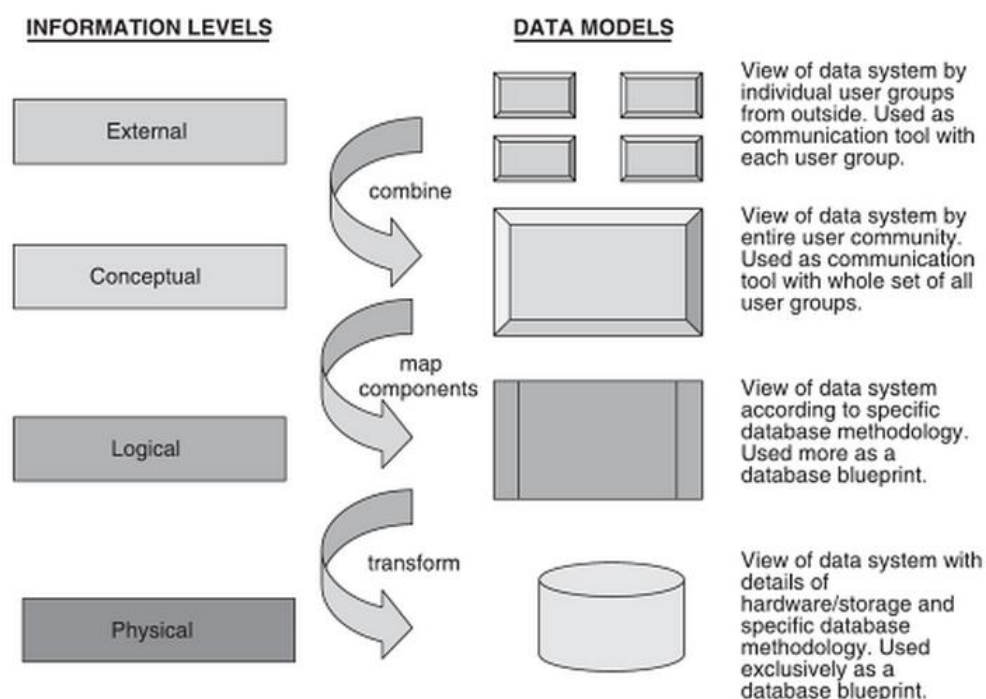 INFORMATION LEVELS
DATA MODELS
External
combine
View of data system by
individual user groups
from outside. Used as
communication tool with
each user group.
Conceptual
map
components
View of data system by
entire user community.
Used as communication
tool with whole set of all
user groups.
Logical
transform
View of data system
according to specific
database methodology.
Used more as a
database blueprint.
Physical
View of data system with
details of
hardware/storage and
specific database
methodology. Used
exclusively as a
database blueprint.